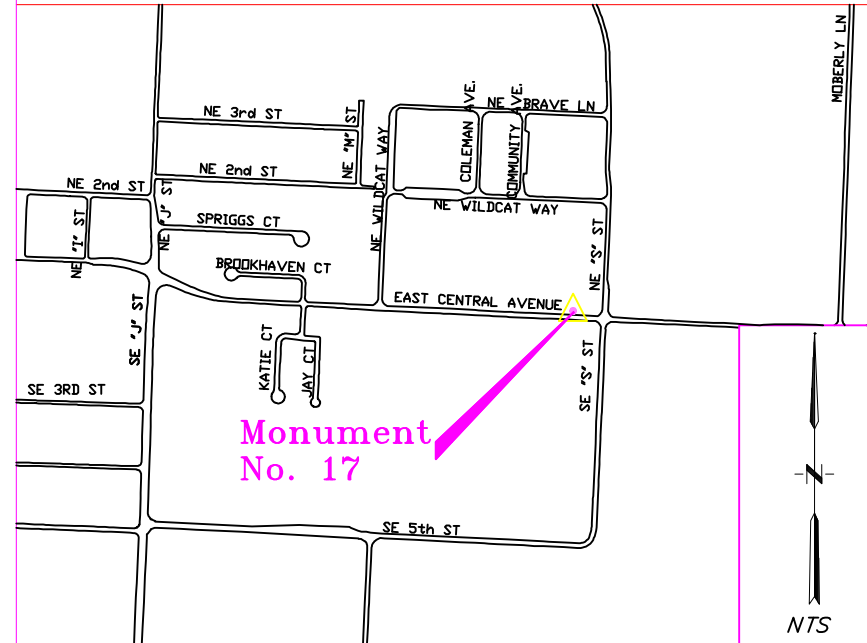 MOBERLY LN
NE 3rd ST
NE "M" ST
NE WILDCAT WAY
COLEMAN AVE.
NE BRAVE LN
COMMUNITY AVE.
NE 2nd ST
NE 2nd ST
NE "I" ST
NE "J" ST
SPRIGGS CT
NE WILDCAT WAY
NE "S" ST
BROOKHAVEN CT
EAST CENTRAL AVENUE
SE "J" ST
KATIE CT
JAY CT
SE "S" ST
SE 3RD ST
Monument
No. 17
SE 5th ST
N
NTS